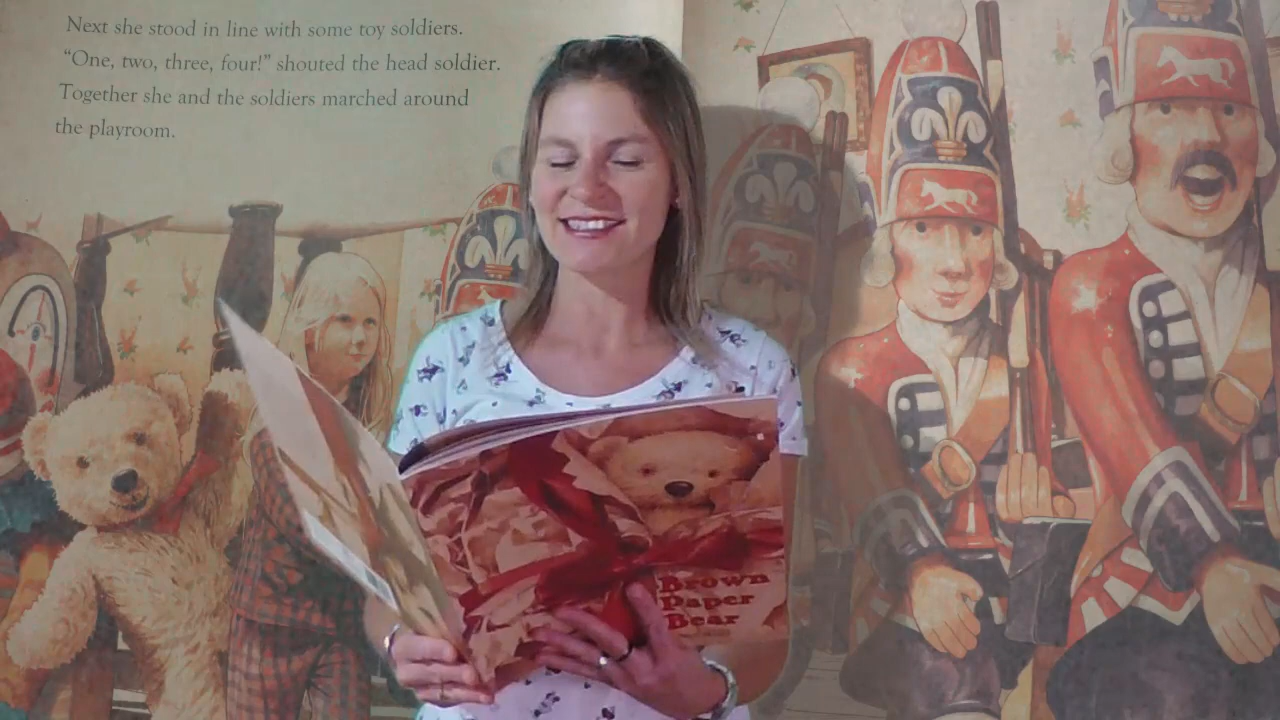 Next she stood in line with some toy soldiers.
“One, two, three, four!” shouted the head soldier.
Together she and the soldiers marched around
the playroom.
Brown
Paper
Bear